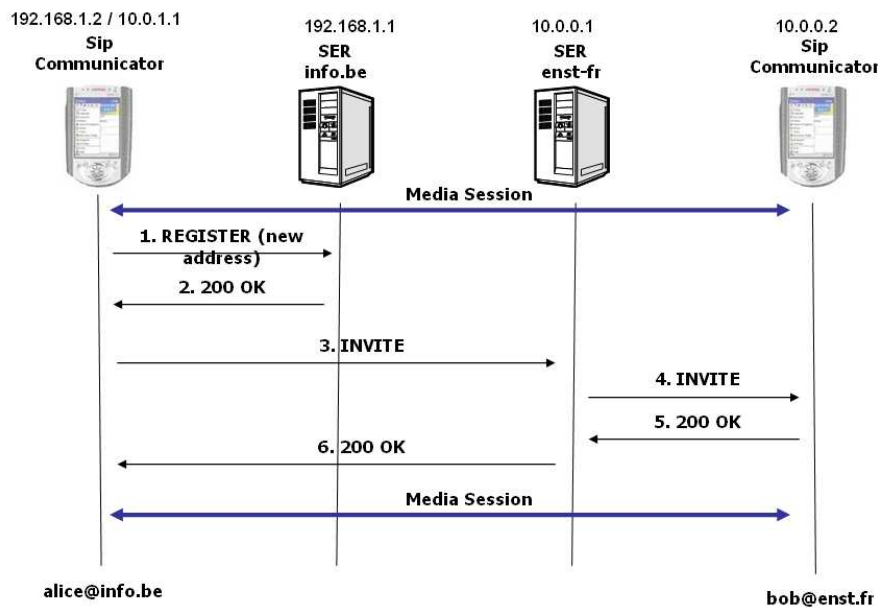 192.168.1.2 / 10.0.1.1
Sip
Communicator
192.168.1.1
SER
info.be
10.0.0.1
SER
enst-fr
10.0.0.2
Sip
Communicator
Media Session
1. REGISTER (new
address)
2. 200 OK
3. INVITE
4. INVITE
5. 200 OK
6. 200 OK
Media Session
alice@info.be
bob@enst.fr